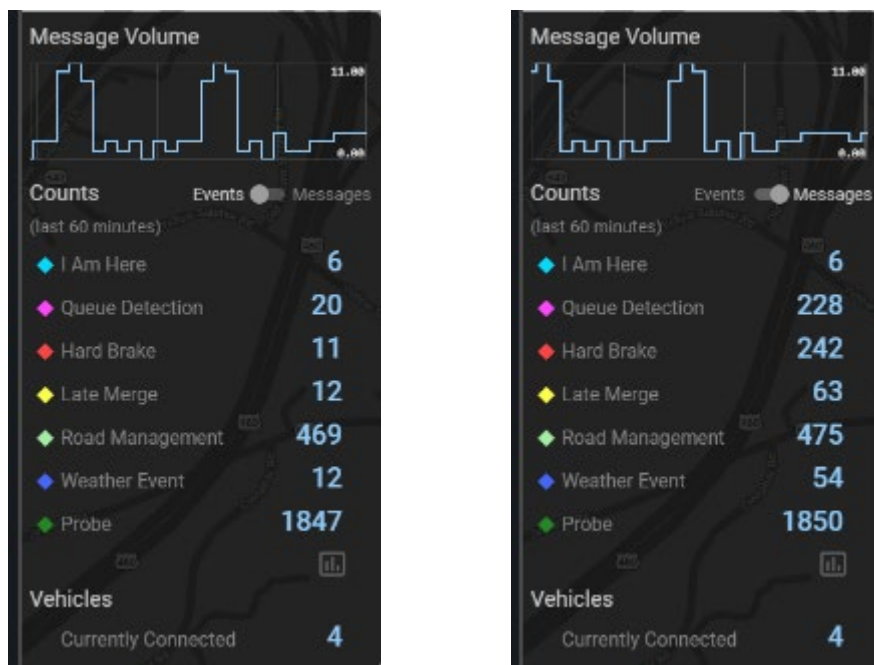 Message Volume
11.00
0.00
Counts Events Messages
(last 60 minutes)
I Am Here 6
Queue Detection 20
Hard Brake 11
Late Merge 12
Road Management 469
Weather Event 12
Probe 1847
Vehicles
Currently Connected 4
Message Volume
11.00
0.00
Counts Events Messages
(last 60 minutes)
I Am Here 6
Queue Detection 228
Hard Brake 242
Late Merge 63
Road Management 475
Weather Event 54
Probe 1850
Vehicles
Currently Connected 4